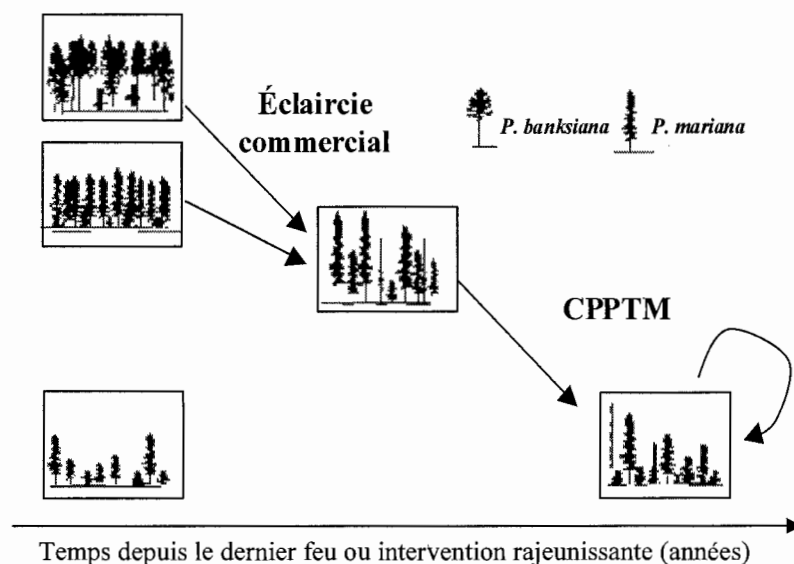 Éclaircie
commercial
P. banksiana
P. mariana
CPPTM
Temps depuis le dernier feu ou intervention rajeunissante (années)